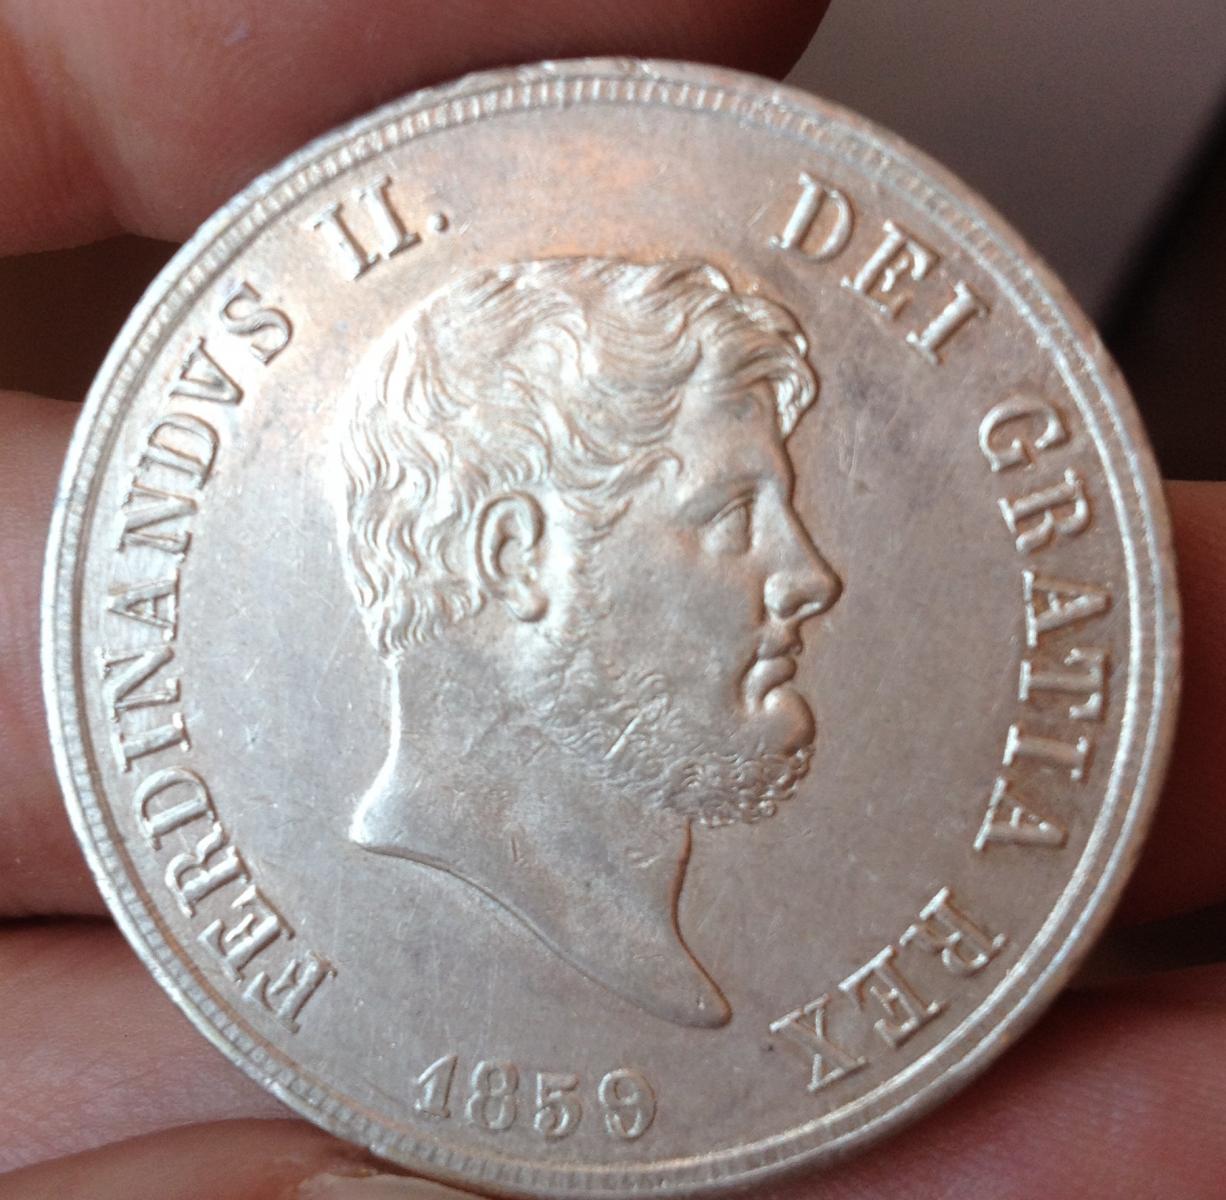 FERDINANDVS II. DEI GRATIA REX
1859